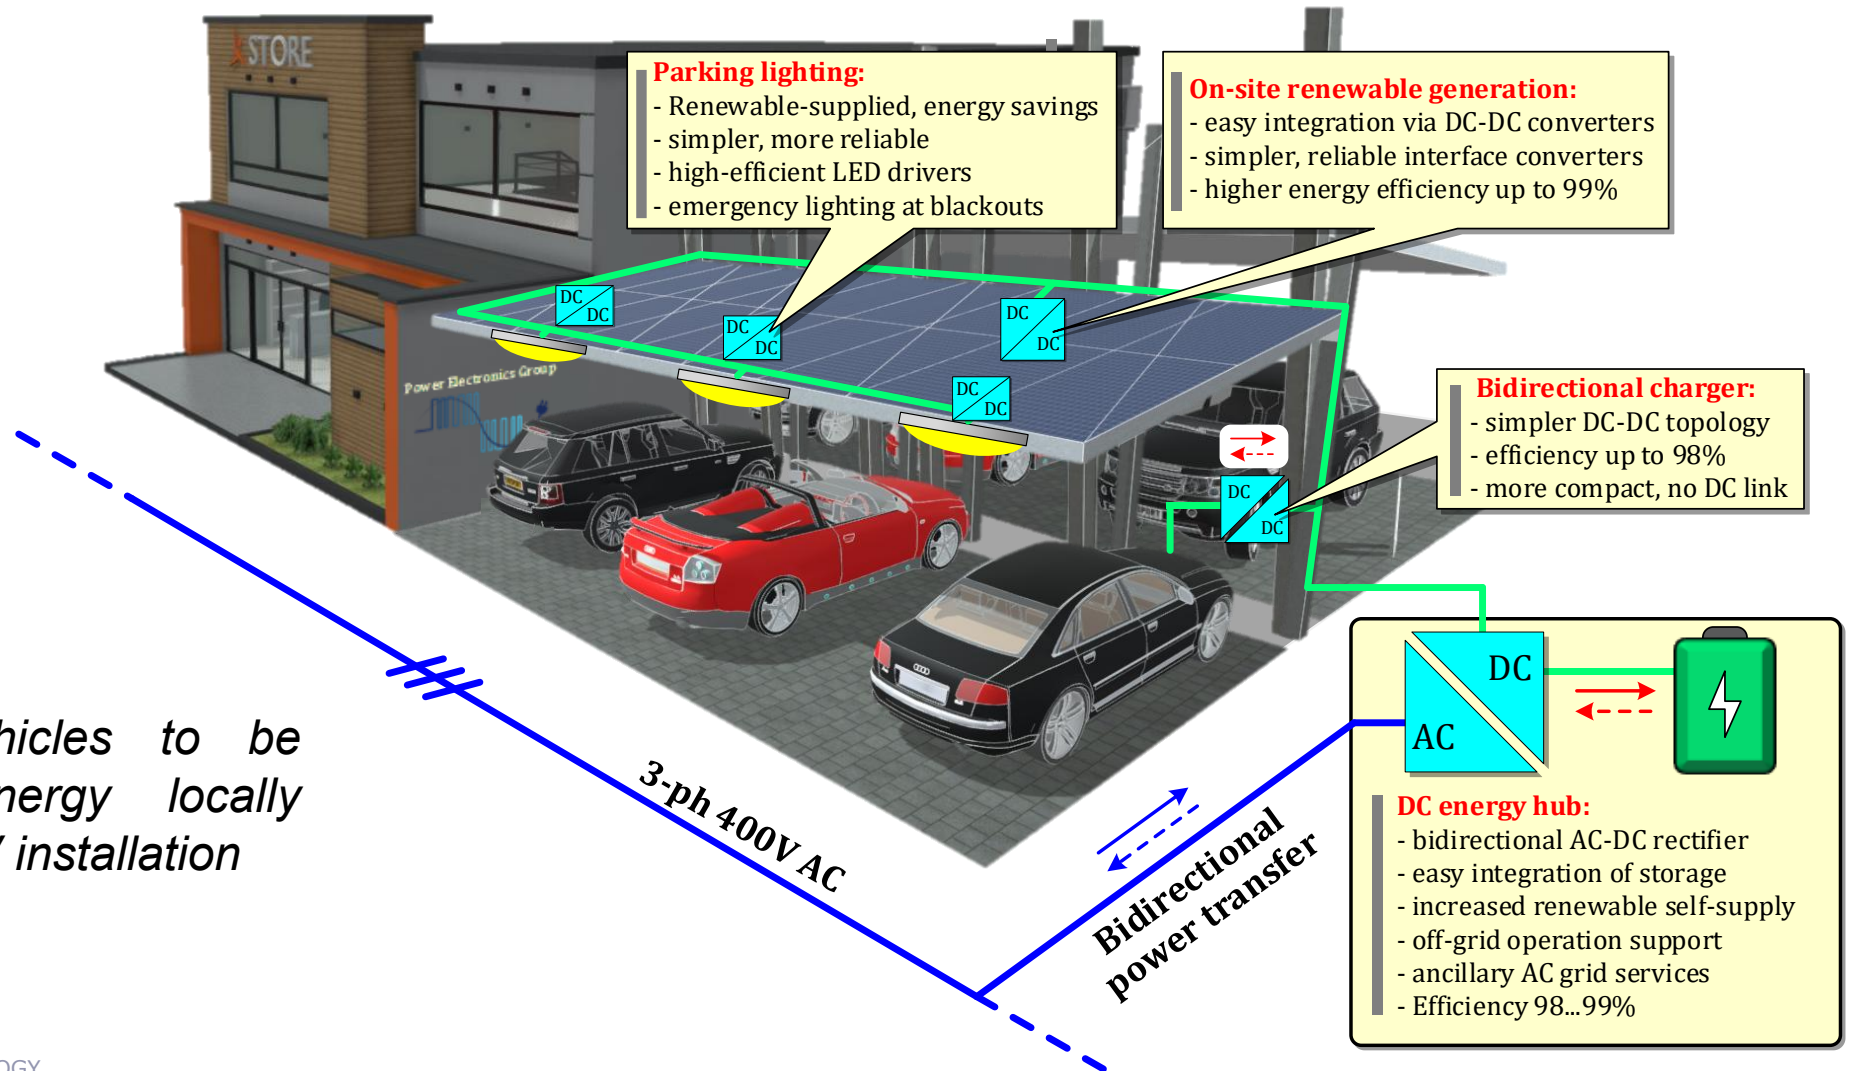 STORE
Parking lighting:
- Renewable-supplied, energy savings
- simpler, more reliable
- high-efficient LED drivers
- emergency lighting at blackouts
On-site renewable generation:
- easy integration via DC-DC converters
- simpler, reliable interface converters
- higher energy efficiency up to 99%
DC
DC
DC
DC
DC
DC
DC
DC
Power Electronics Group
Bidirectional charger:
- simpler DC-DC topology
- efficiency up to 98%
- more compact, no DC link
DC
DC
DC
AC
hicles to be
nergy locally
installation
3-ph 400V AC
Bidirectional
power transfer
DC energy hub:
- bidirectional AC-DC rectifier
- easy integration of storage
- increased renewable self-supply
- off-grid operation support
- ancillary AC grid services
- Efficiency 98...99%
OGY